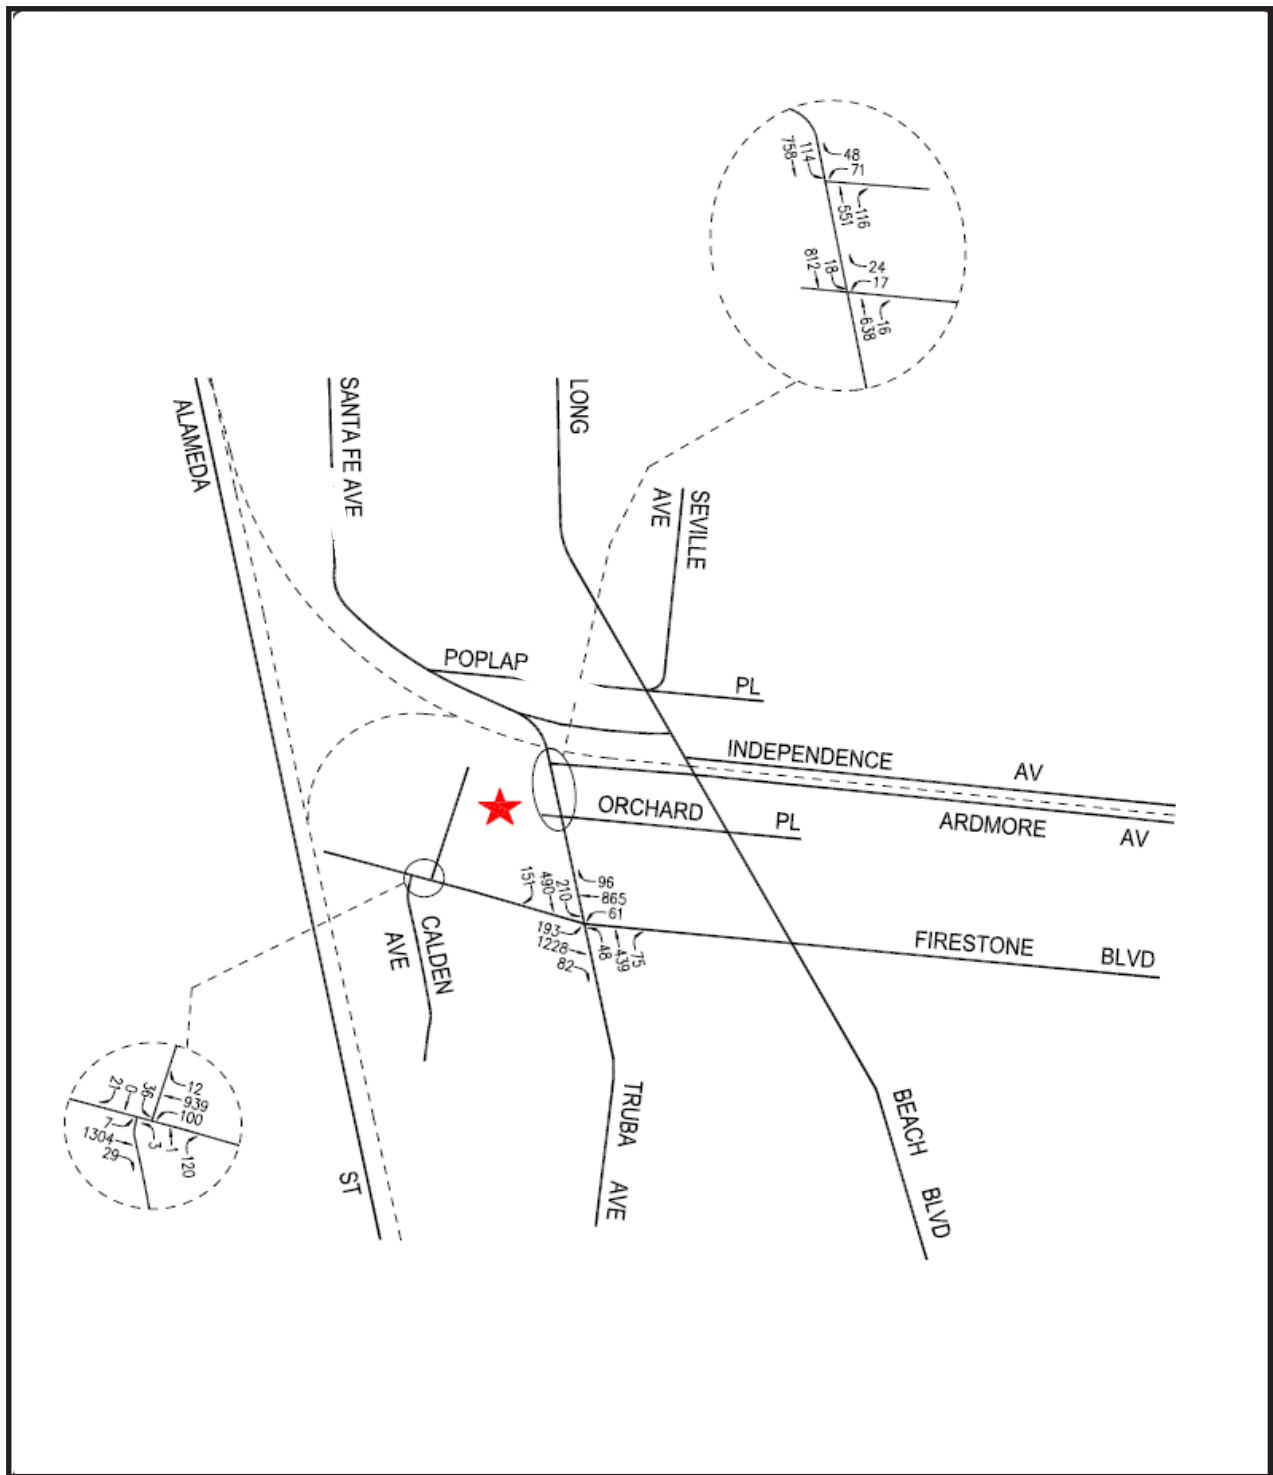 48
71
114
758
116
551
24
17
18
812
16
638
ALAMEDA
SANTA FE AVE
LONG
SEVILLE
AVE
POPLAP
PL
INDEPENDENCE
AV
ORCHARD
PL
ARDMORE
AV
96
865
61
210
490
151
193
1228
82
48
439
75
FIRESTONE
BLVD
CALDEN
AVE
12
939
100
36
0
21
7
1304
29
3
1
120
ST
TRUBA
AVE
BEACH
BLVD